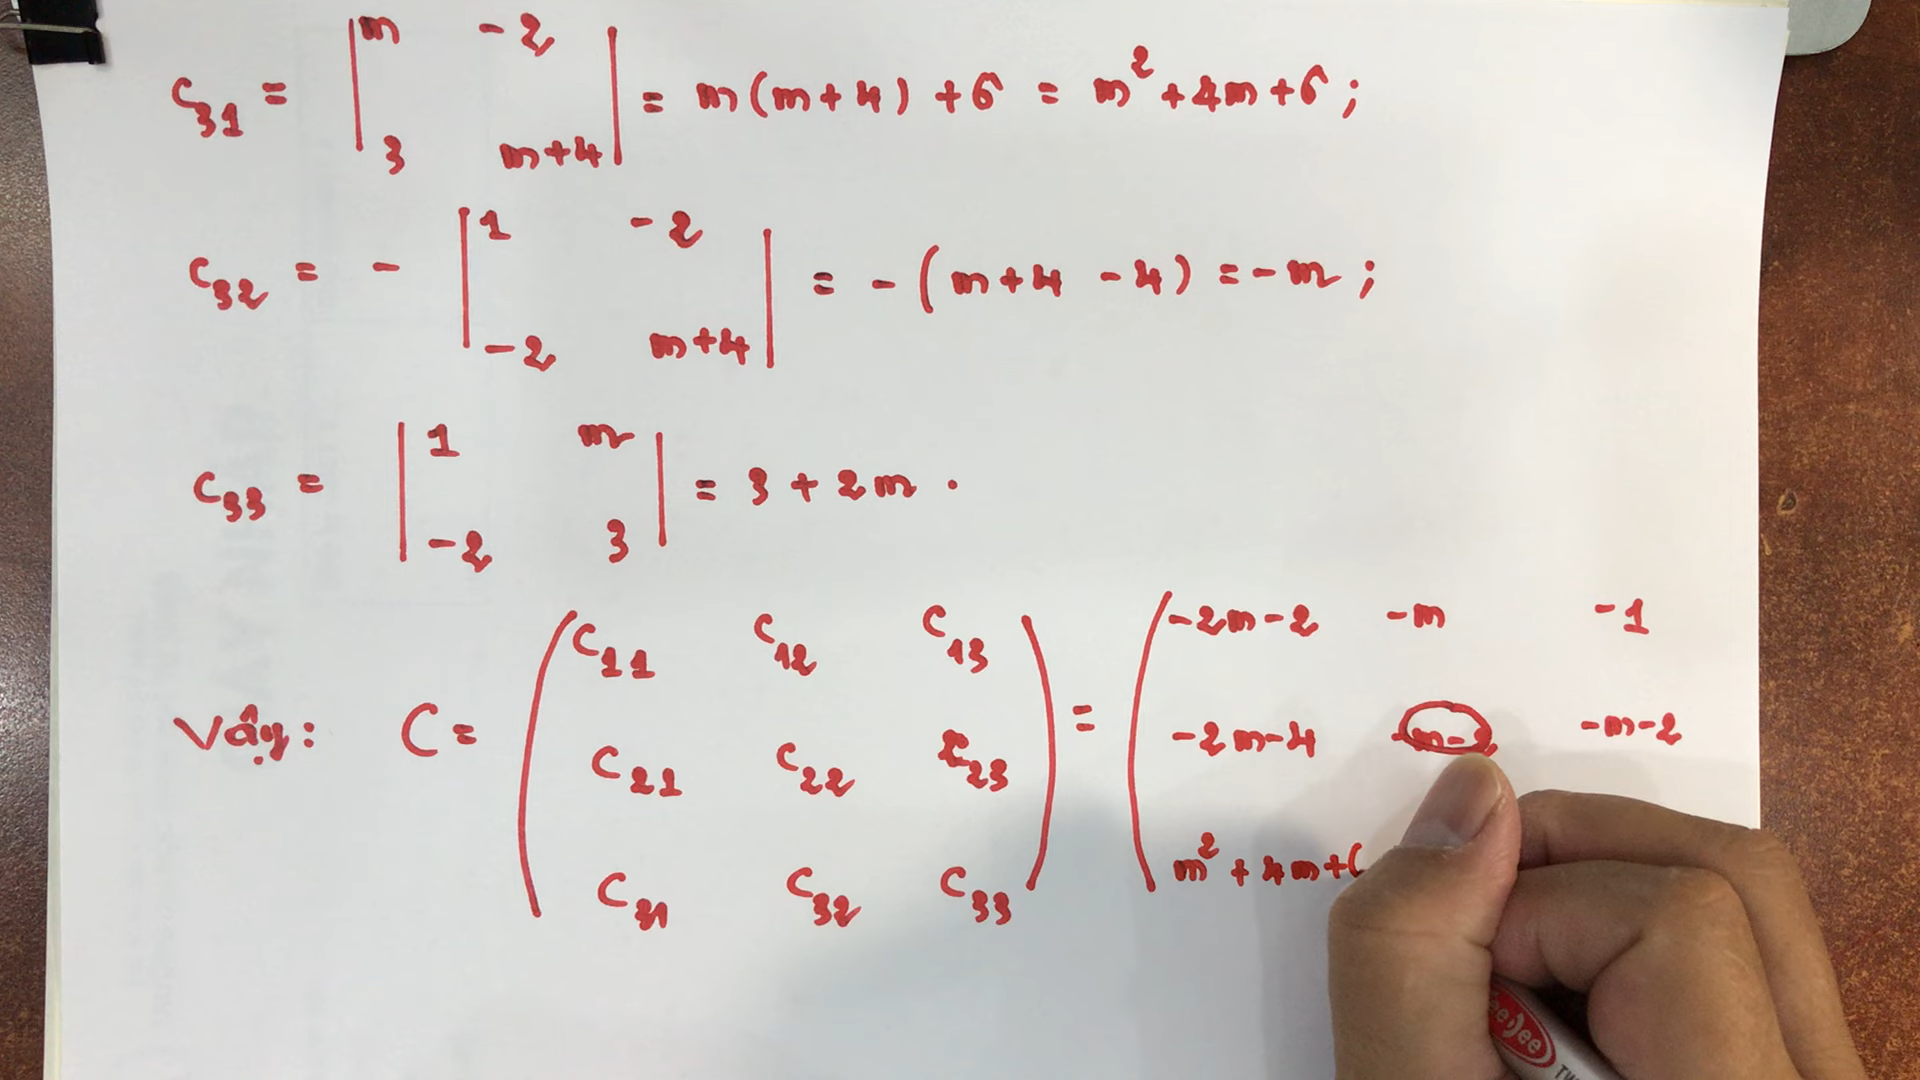 C31 = | m -2 | = m(m+4) + 6 = m² + 4m + 6 ;
3 m+4
C32 = - | 1 -2 | = - (m+4 - 4) = - m ;
-2 m+4
C33 = | 1 m | = 3 + 2m .
-2 3
Vậy: C = ( C11 C12 C13 ) = ( -2m-2 -m -1
C21 C22 C23 -2m-4 -m-2
C31 C32 C33 m² + 4m +